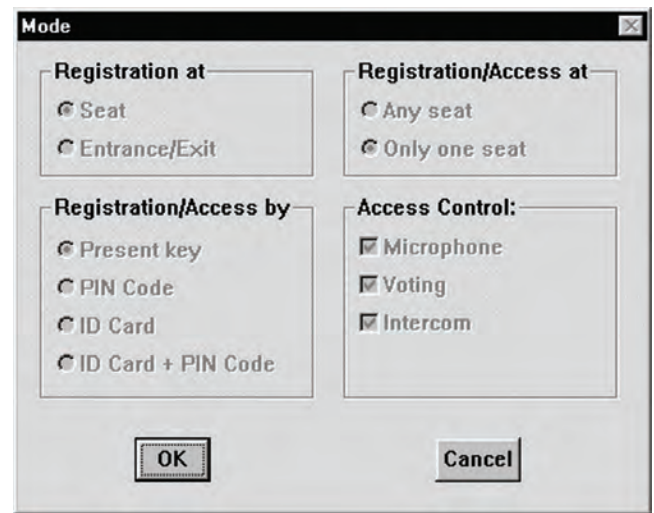 Mode
Registration at
Seat
Entrance/Exit
Registration/Access at
Any seat
Only one seat
Registration/Access by
Present key
PIN Code
ID Card
ID Card + PIN Code
Access Control:
Microphone
Voting
Intercom
OK
Cancel